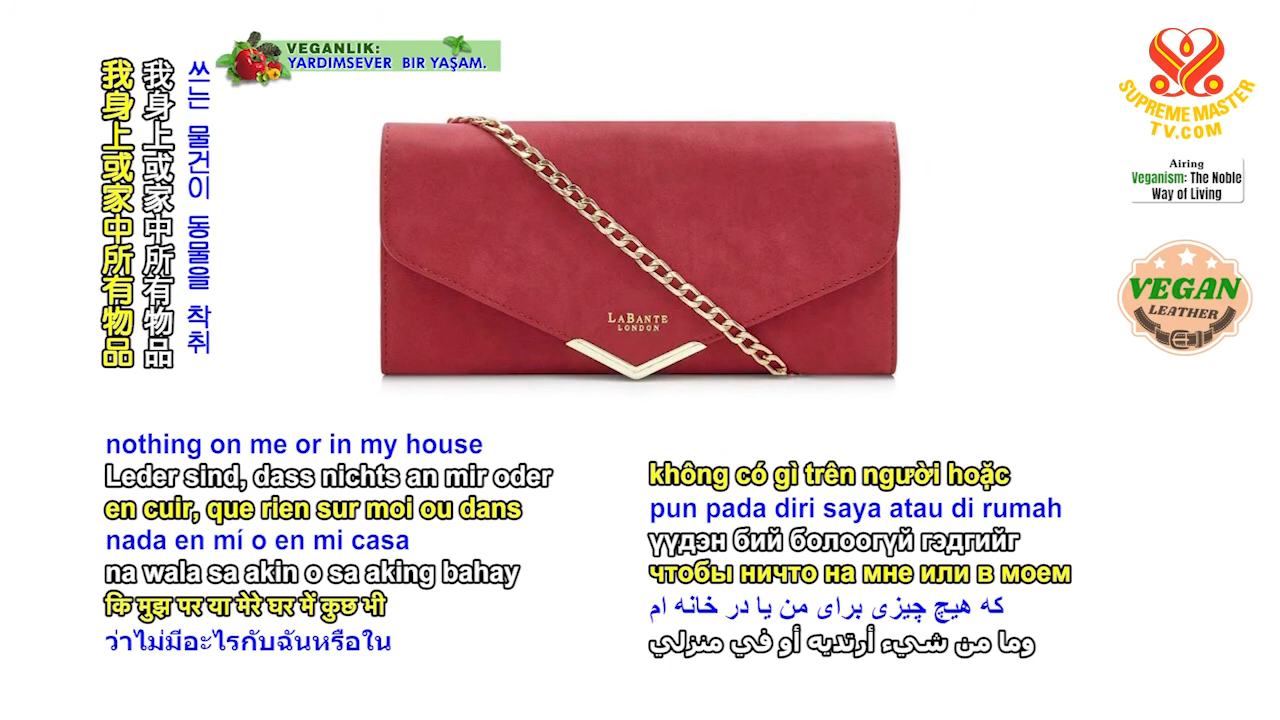 我身上或家中所有物品
我身上或家中所有物品
쓰는 물건이 동물을 착취
VEGANLIK:
YARDIMSEVER BIR YAŞAM.
LABANTE
LONDON
SUPREME MASTER
TV.COM
Airing
Veganism: The Noble
Way of Living
VEGAN
LEATHER
nothing on me or in my house
Leder sind, dass nichts an mir oder
en cuir, que rien sur moi ou dans
nada en mí o en mi casa
na wala sa akin o sa aking bahay
कि मुझ पर या मेरे घर में कुछ भी
ว่าไม่มีอะไรกับฉันหรือใน
không có gì trên người hoặc
pun pada diri saya atau di rumah
үүдэн бий болоогүй гэдгийг
чтобы ничто на мне или в моем
که هیچ چیزی برای من یا در خانه ام
وما من شيء أرتديه أو في منزلي